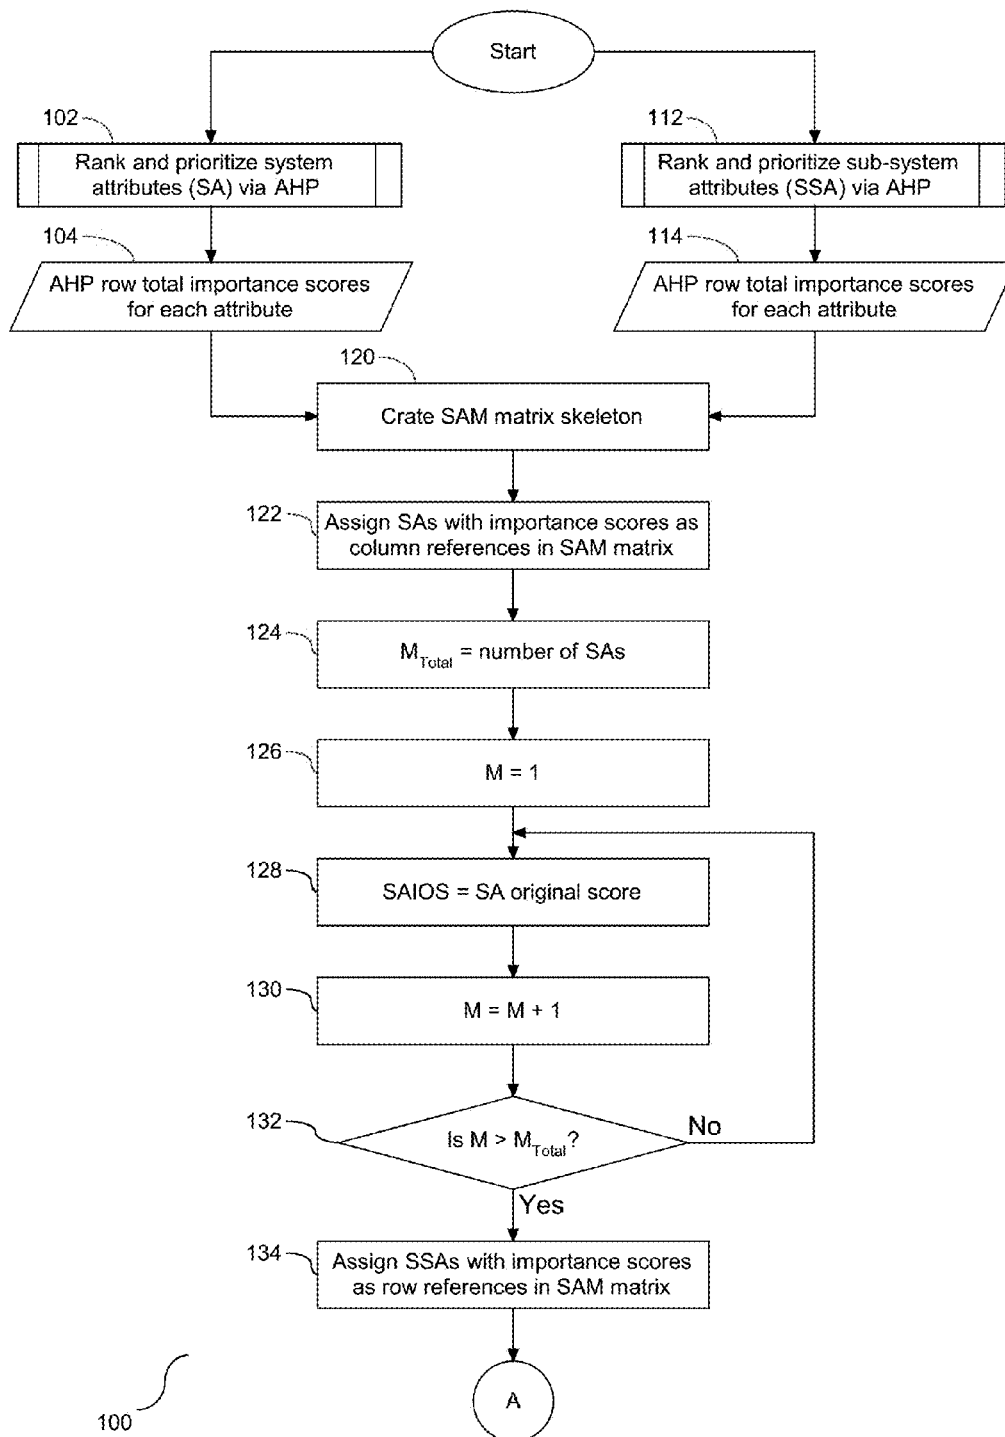 Start
102
Rank and prioritize system
attributes (SA) via AHP
112
Rank and prioritize sub-system
attributes (SSA) via AHP
104
AHP row total importance scores
for each attribute
114
AHP row total importance scores
for each attribute
120
Crate SAM matrix skeleton
122
Assign SAs with importance scores as
column references in SAM matrix
124
M_Total = number of SAs
126
M = 1
128
SAIOS = SA original score
130
M = M + 1
132
Is M > M_Total?
No
Yes
134
Assign SSAs with importance scores
as row references in SAM matrix
A
100